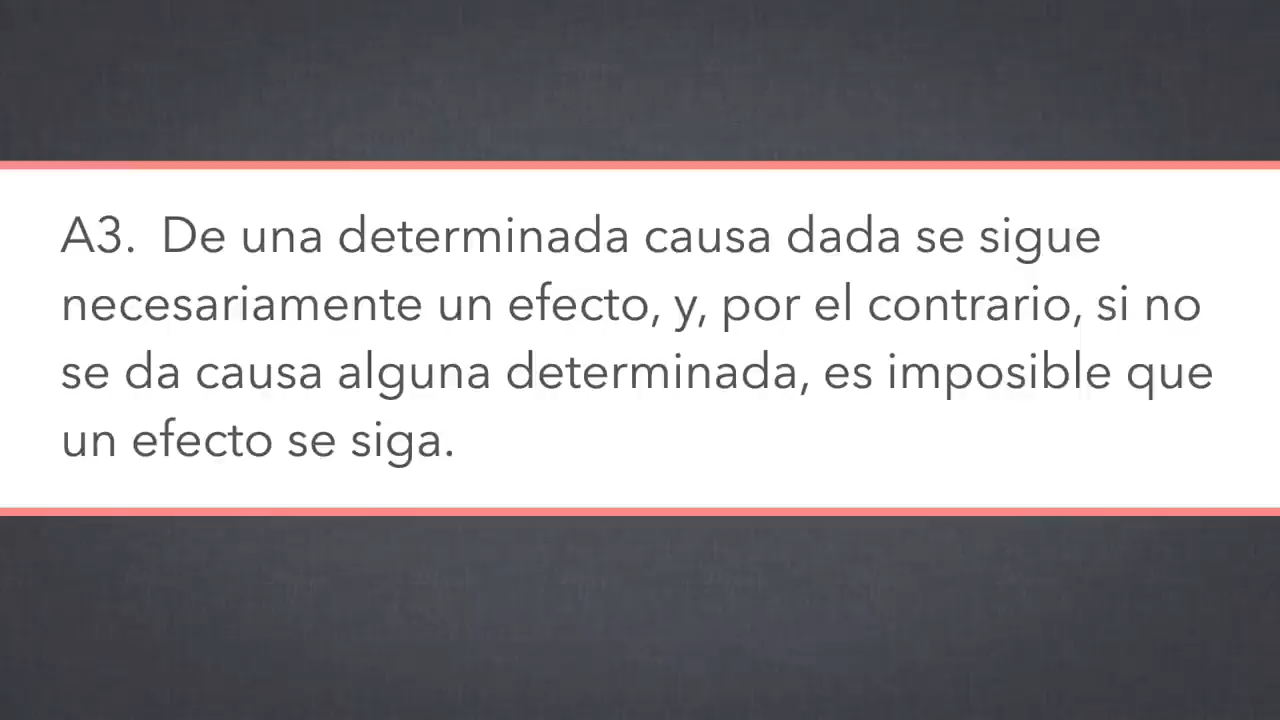 A3. De una determinada causa dada se sigue
necesariamente un efecto, y, por el contrario, si no
se da causa alguna determinada, es imposible que
un efecto se siga.